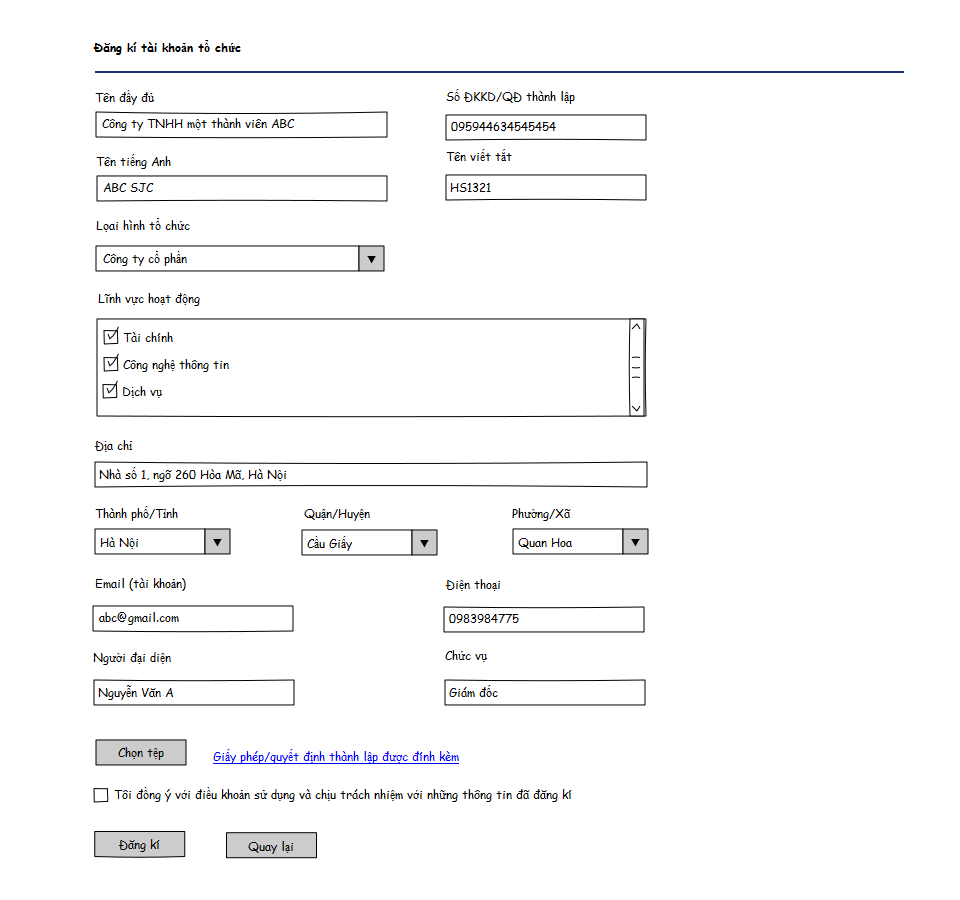 Đăng kí tài khoản tổ chức
Tên đầy đủ
Số ĐKKD/QĐ thành lập
Công ty TNHH một thành viên ABC
095944634545454
Tên tiếng Anh
Tên viết tắt
ABC SJC
HS1321
Loại hình tổ chức
Công ty cổ phần
Lĩnh vực hoạt động
Tài chính
Công nghệ thông tin
Dịch vụ
Địa chỉ
Nhà số 1, ngõ 260 Hòa Mã, Hà Nội
Thành phố/Tỉnh
Quận/Huyện
Phường/Xã
Hà Nội
Cầu Giấy
Quan Hoa
Email (tài khoản)
Điện thoại
abc@gmail.com
0983984775
Người đại diện
Chức vụ
Nguyễn Văn A
Giám đốc
Chọn tệp
Giấy phép/quyết định thành lập được đính kèm
Tôi đồng ý với điều khoản sử dụng và chịu trách nhiệm với những thông tin đã đăng kí
Đăng kí
Quay lại